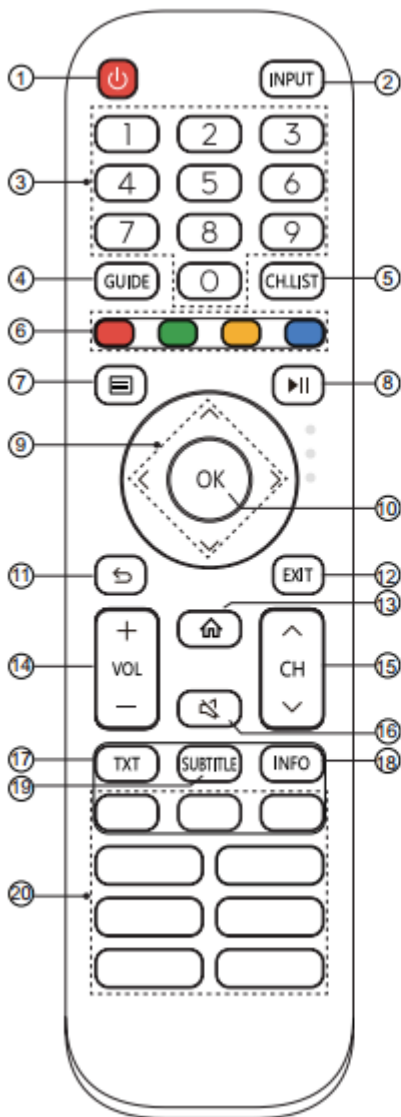 ① INPUT ②
1 2 3
③ 4 5 6
7 8 9
④ GUIDE 0 CH.LIST ⑤
⑥
⑦ ⑧
⑨
OK
⑩
⑪ EXIT ⑫
⑬
+
⑭ VOL CH ⑮
−
⑯
⑰ TXT SUBTITLE INFO ⑱
⑲
⑳